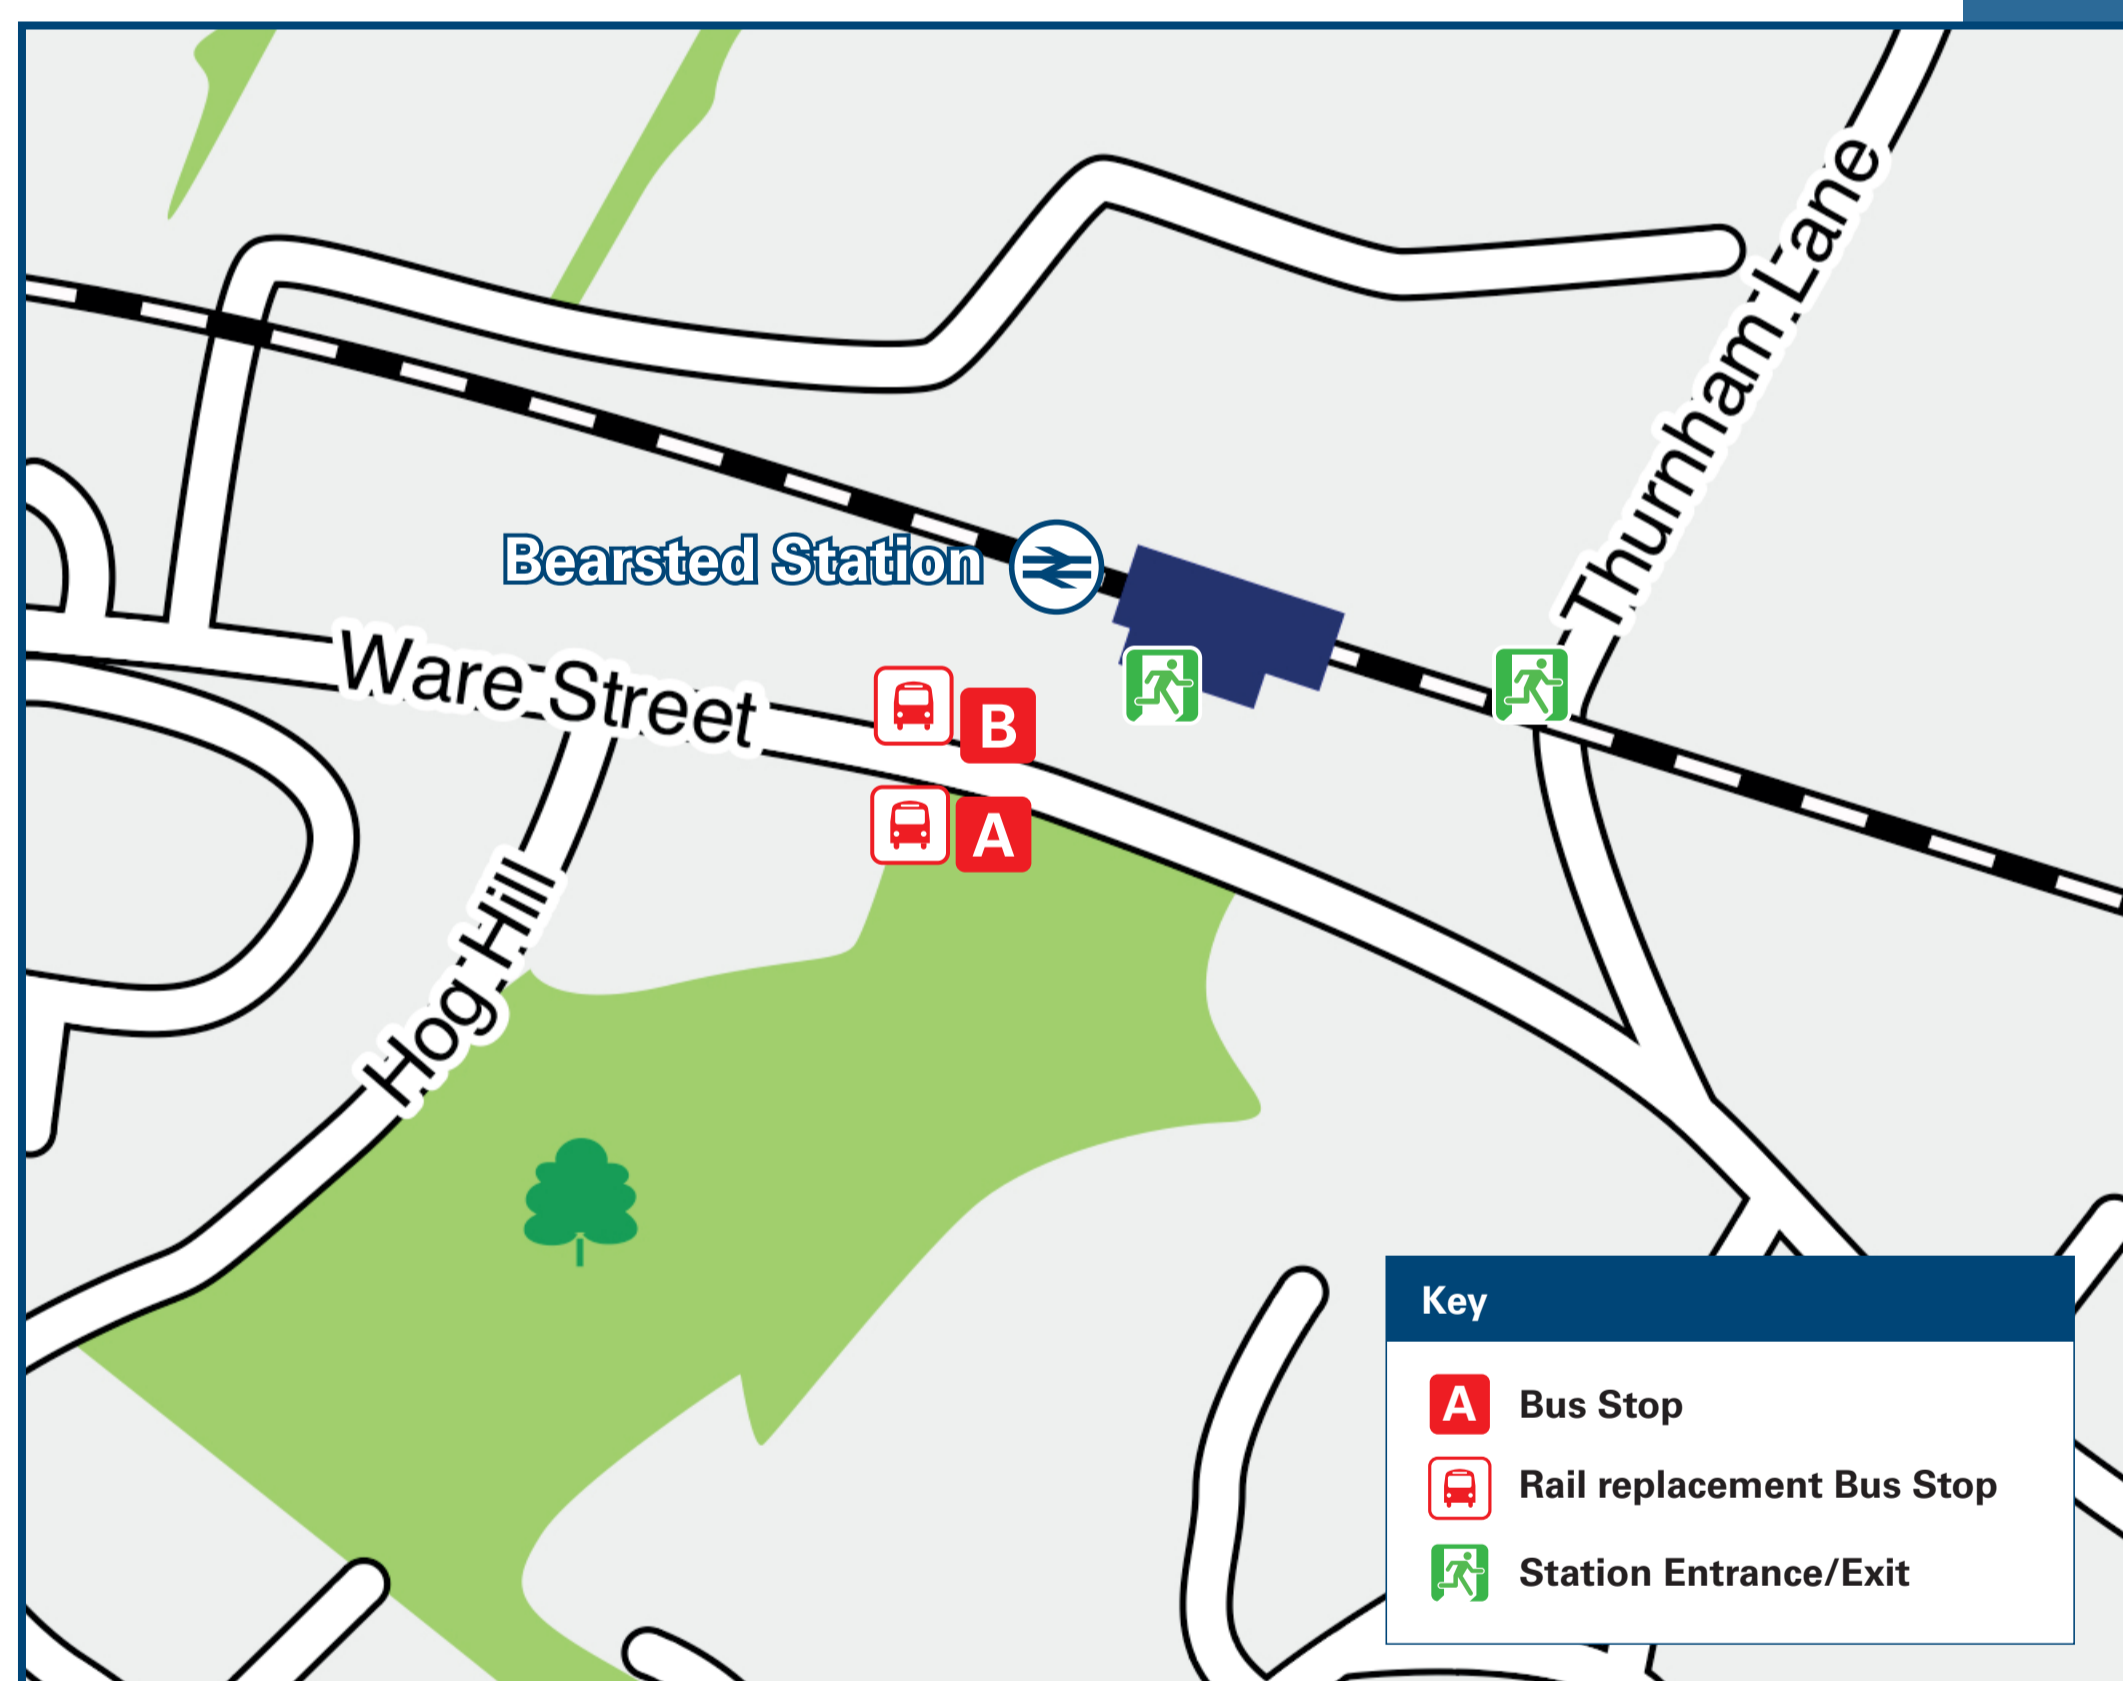 Thurnham Lane
Bearsted Station
Ware Street
B
A
Hog Hill
Key
A Bus Stop
Rail replacement Bus Stop
Station Entrance/Exit